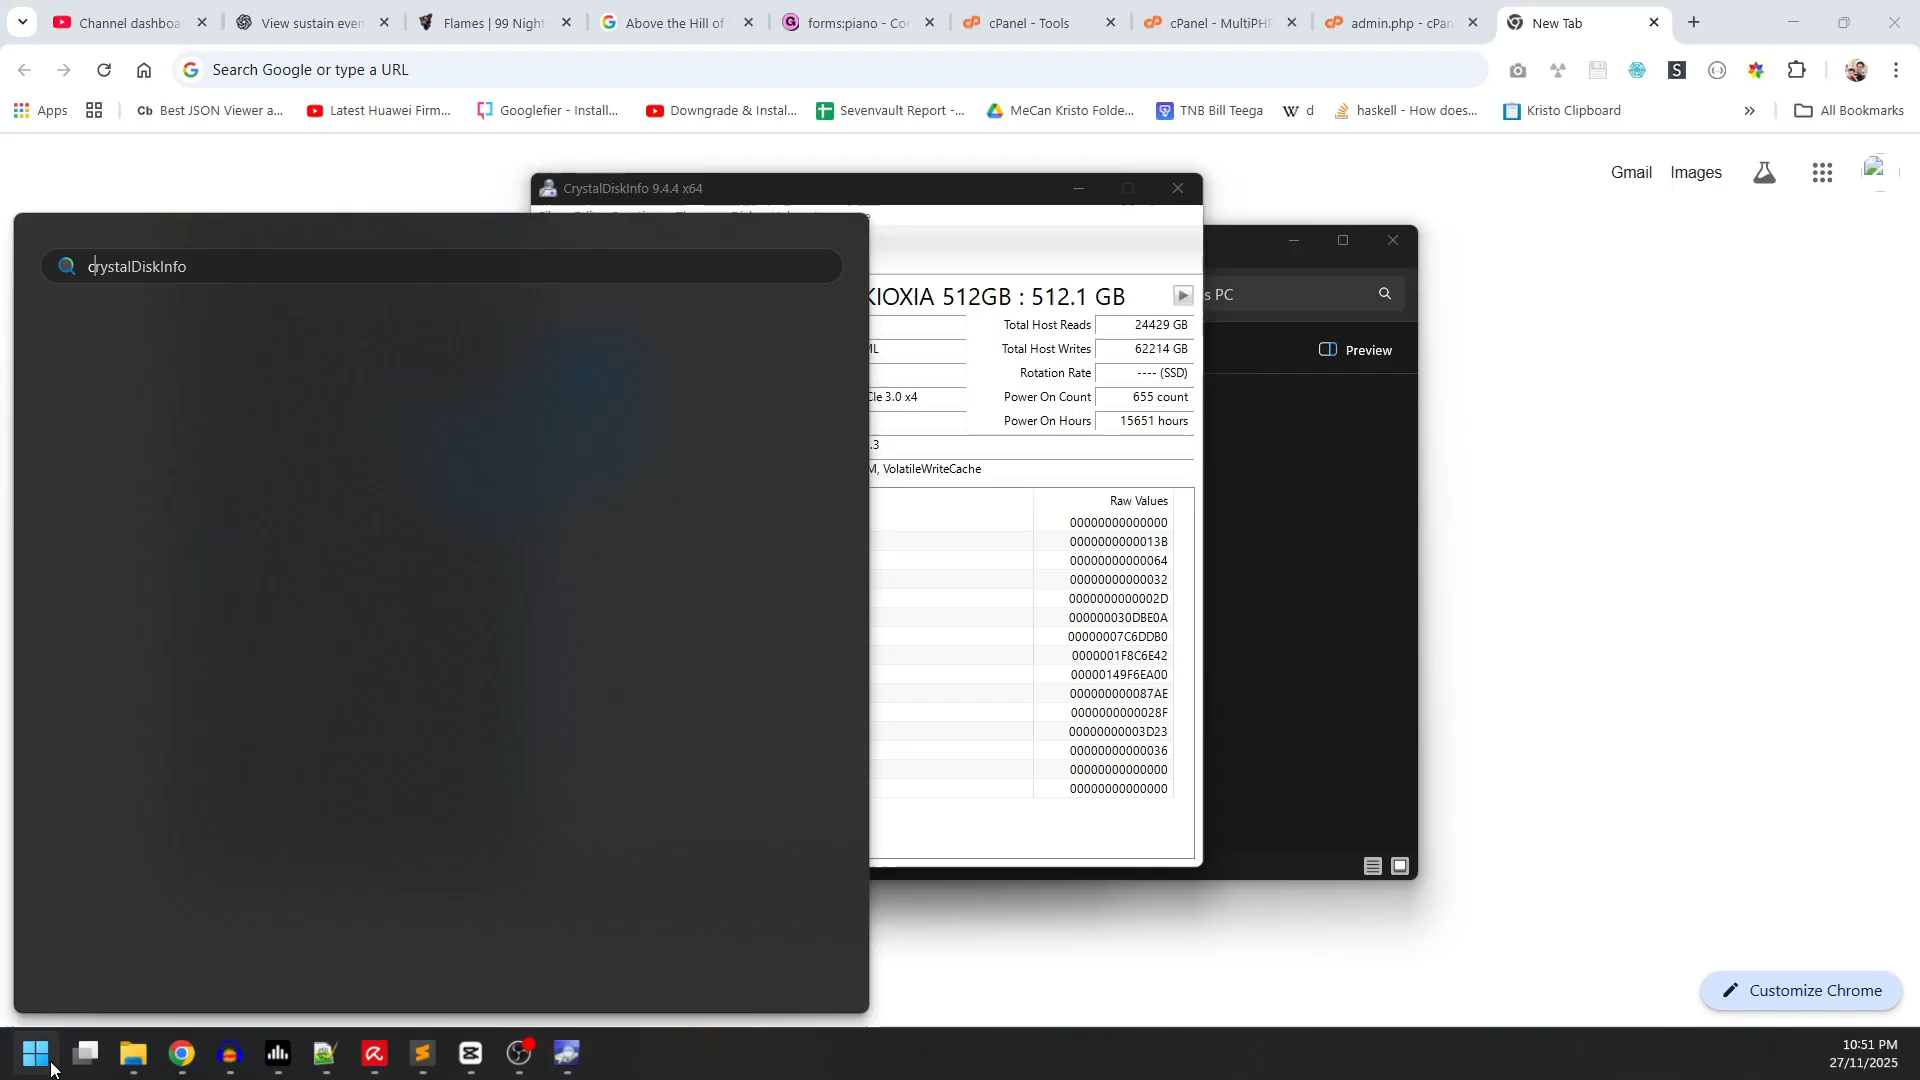 Channel dashboa
View sustain even
Flames | 99 Night
Above the Hill of
forms:piano - Co
cPanel - Tools
cPanel - MultiPHP
admin.php - cPan
New Tab
Search Google or type a URL
Apps
Best JSON Viewer a...
Latest Huawei Firm...
Googlefier - Install...
Downgrade & Instal...
Sevenvault Report -...
MeCan Kristo Folde...
TNB Bill Teega
d
haskell - How does...
Kristo Clipboard
»
All Bookmarks
Gmail
Images
CrystalDiskInfo 9.4.4 x64
crystalDiskInfo
KIOXIA 512GB : 512.1 GB
s PC
Total Host Reads 24429 GB
Total Host Writes 62214 GB
Preview
Rotation Rate ---- (SSD)
CIe 3.0 x4
Power On Count 655 count
Power On Hours 15651 hours
.3
M, VolatileWriteCache
Raw Values
00000000000000
0000000000013B
00000000000064
00000000000032
0000000000002D
000000030DBE0A
00000007C6DDB0
0000001F8C6E42
00000149F6EA00
000000000087AE
0000000000028F
00000000003D23
00000000000036
00000000000000
00000000000000
Customize Chrome
10:51 PM
27/11/2025